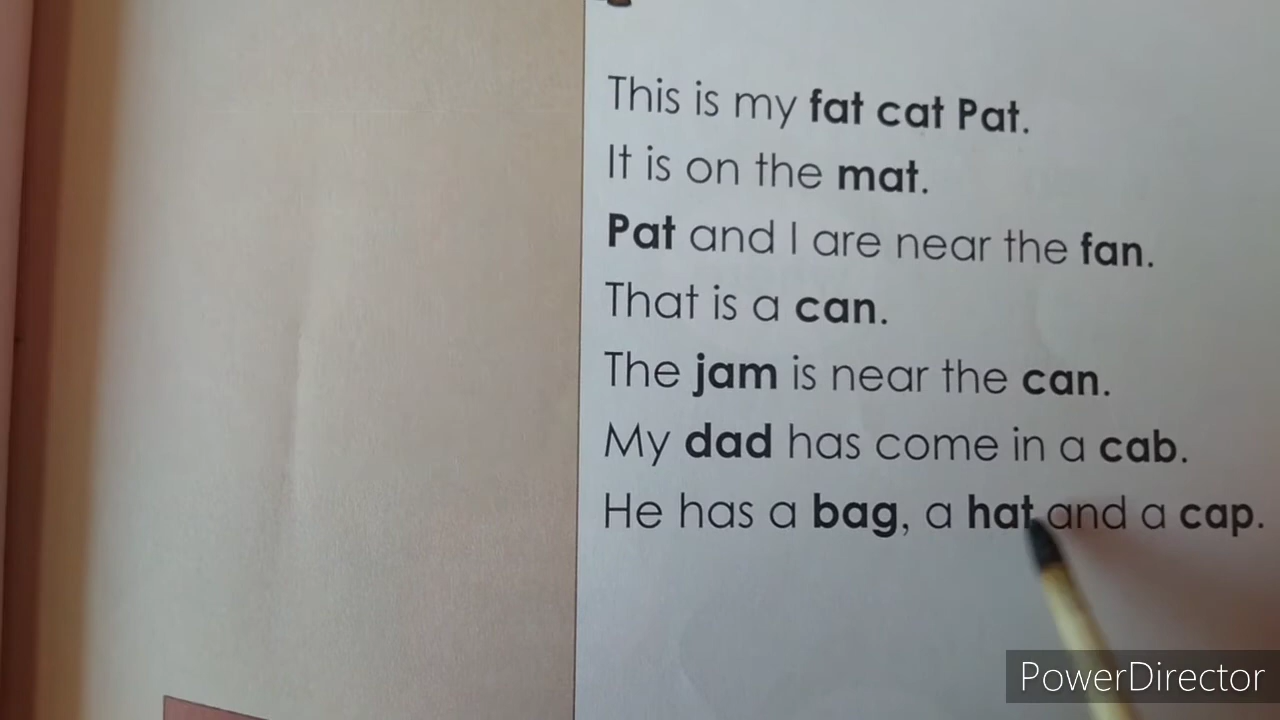 This is my fat cat Pat.
It is on the mat.
Pat and I are near the fan.
That is a can.
The jam is near the can.
My dad has come in a cab.
He has a bag, a hat and a cap.
PowerDirector